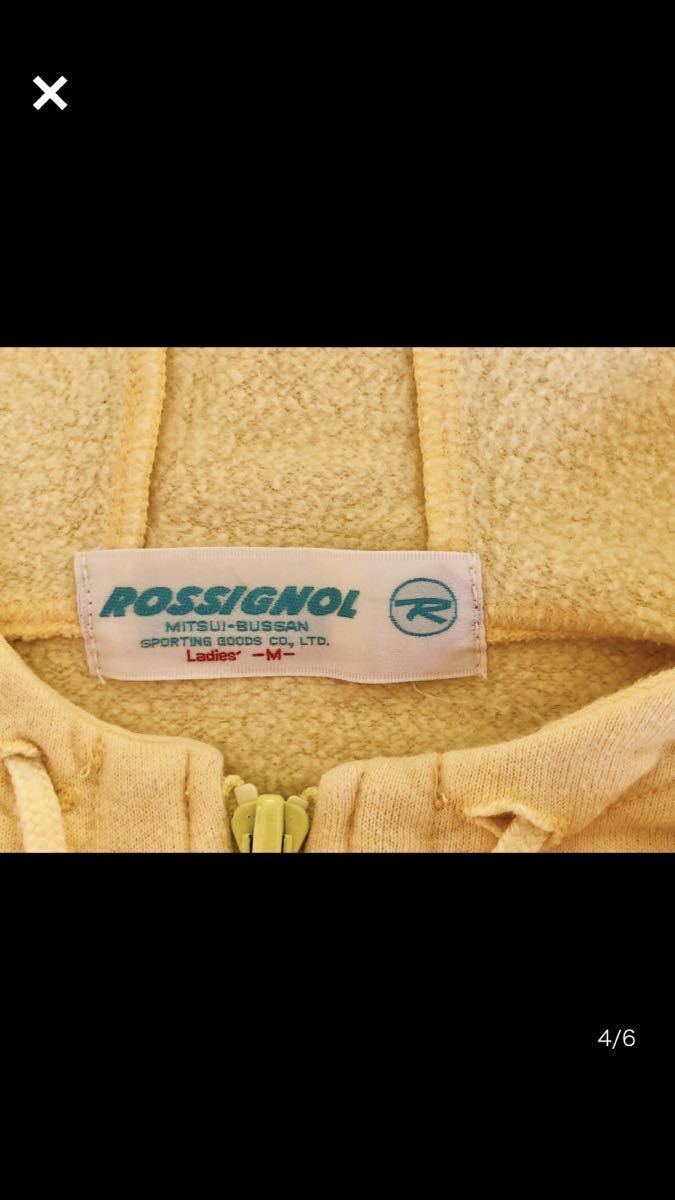 ROSSIGNOL
MITSUI-BUSSAN
SPORTING GOODS CO., LTD.
Ladies' -M-
R
4/6